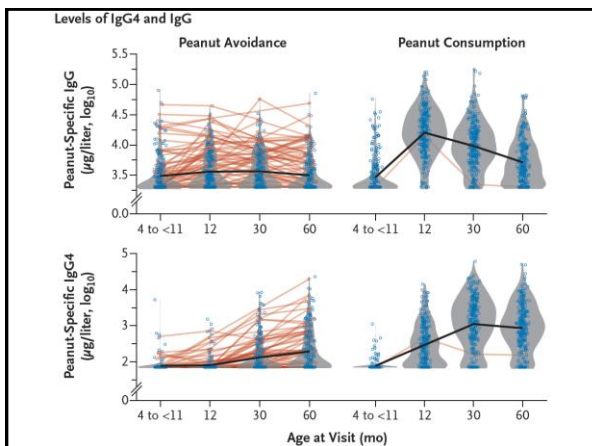 Levels of IgG4 and IgG
Peanut Avoidance Peanut Consumption
Peanut-Specific IgG
(µg/liter, log10)
5.5
5.0
4.5
4.0
3.5
0.0
4 to <11 12 30 60 4 to <11 12 30 60
Peanut-Specific IgG4
(µg/liter, log10)
5
4
3
2
0
4 to <11 12 30 60 4 to <11 12 30 60
Age at Visit (mo)